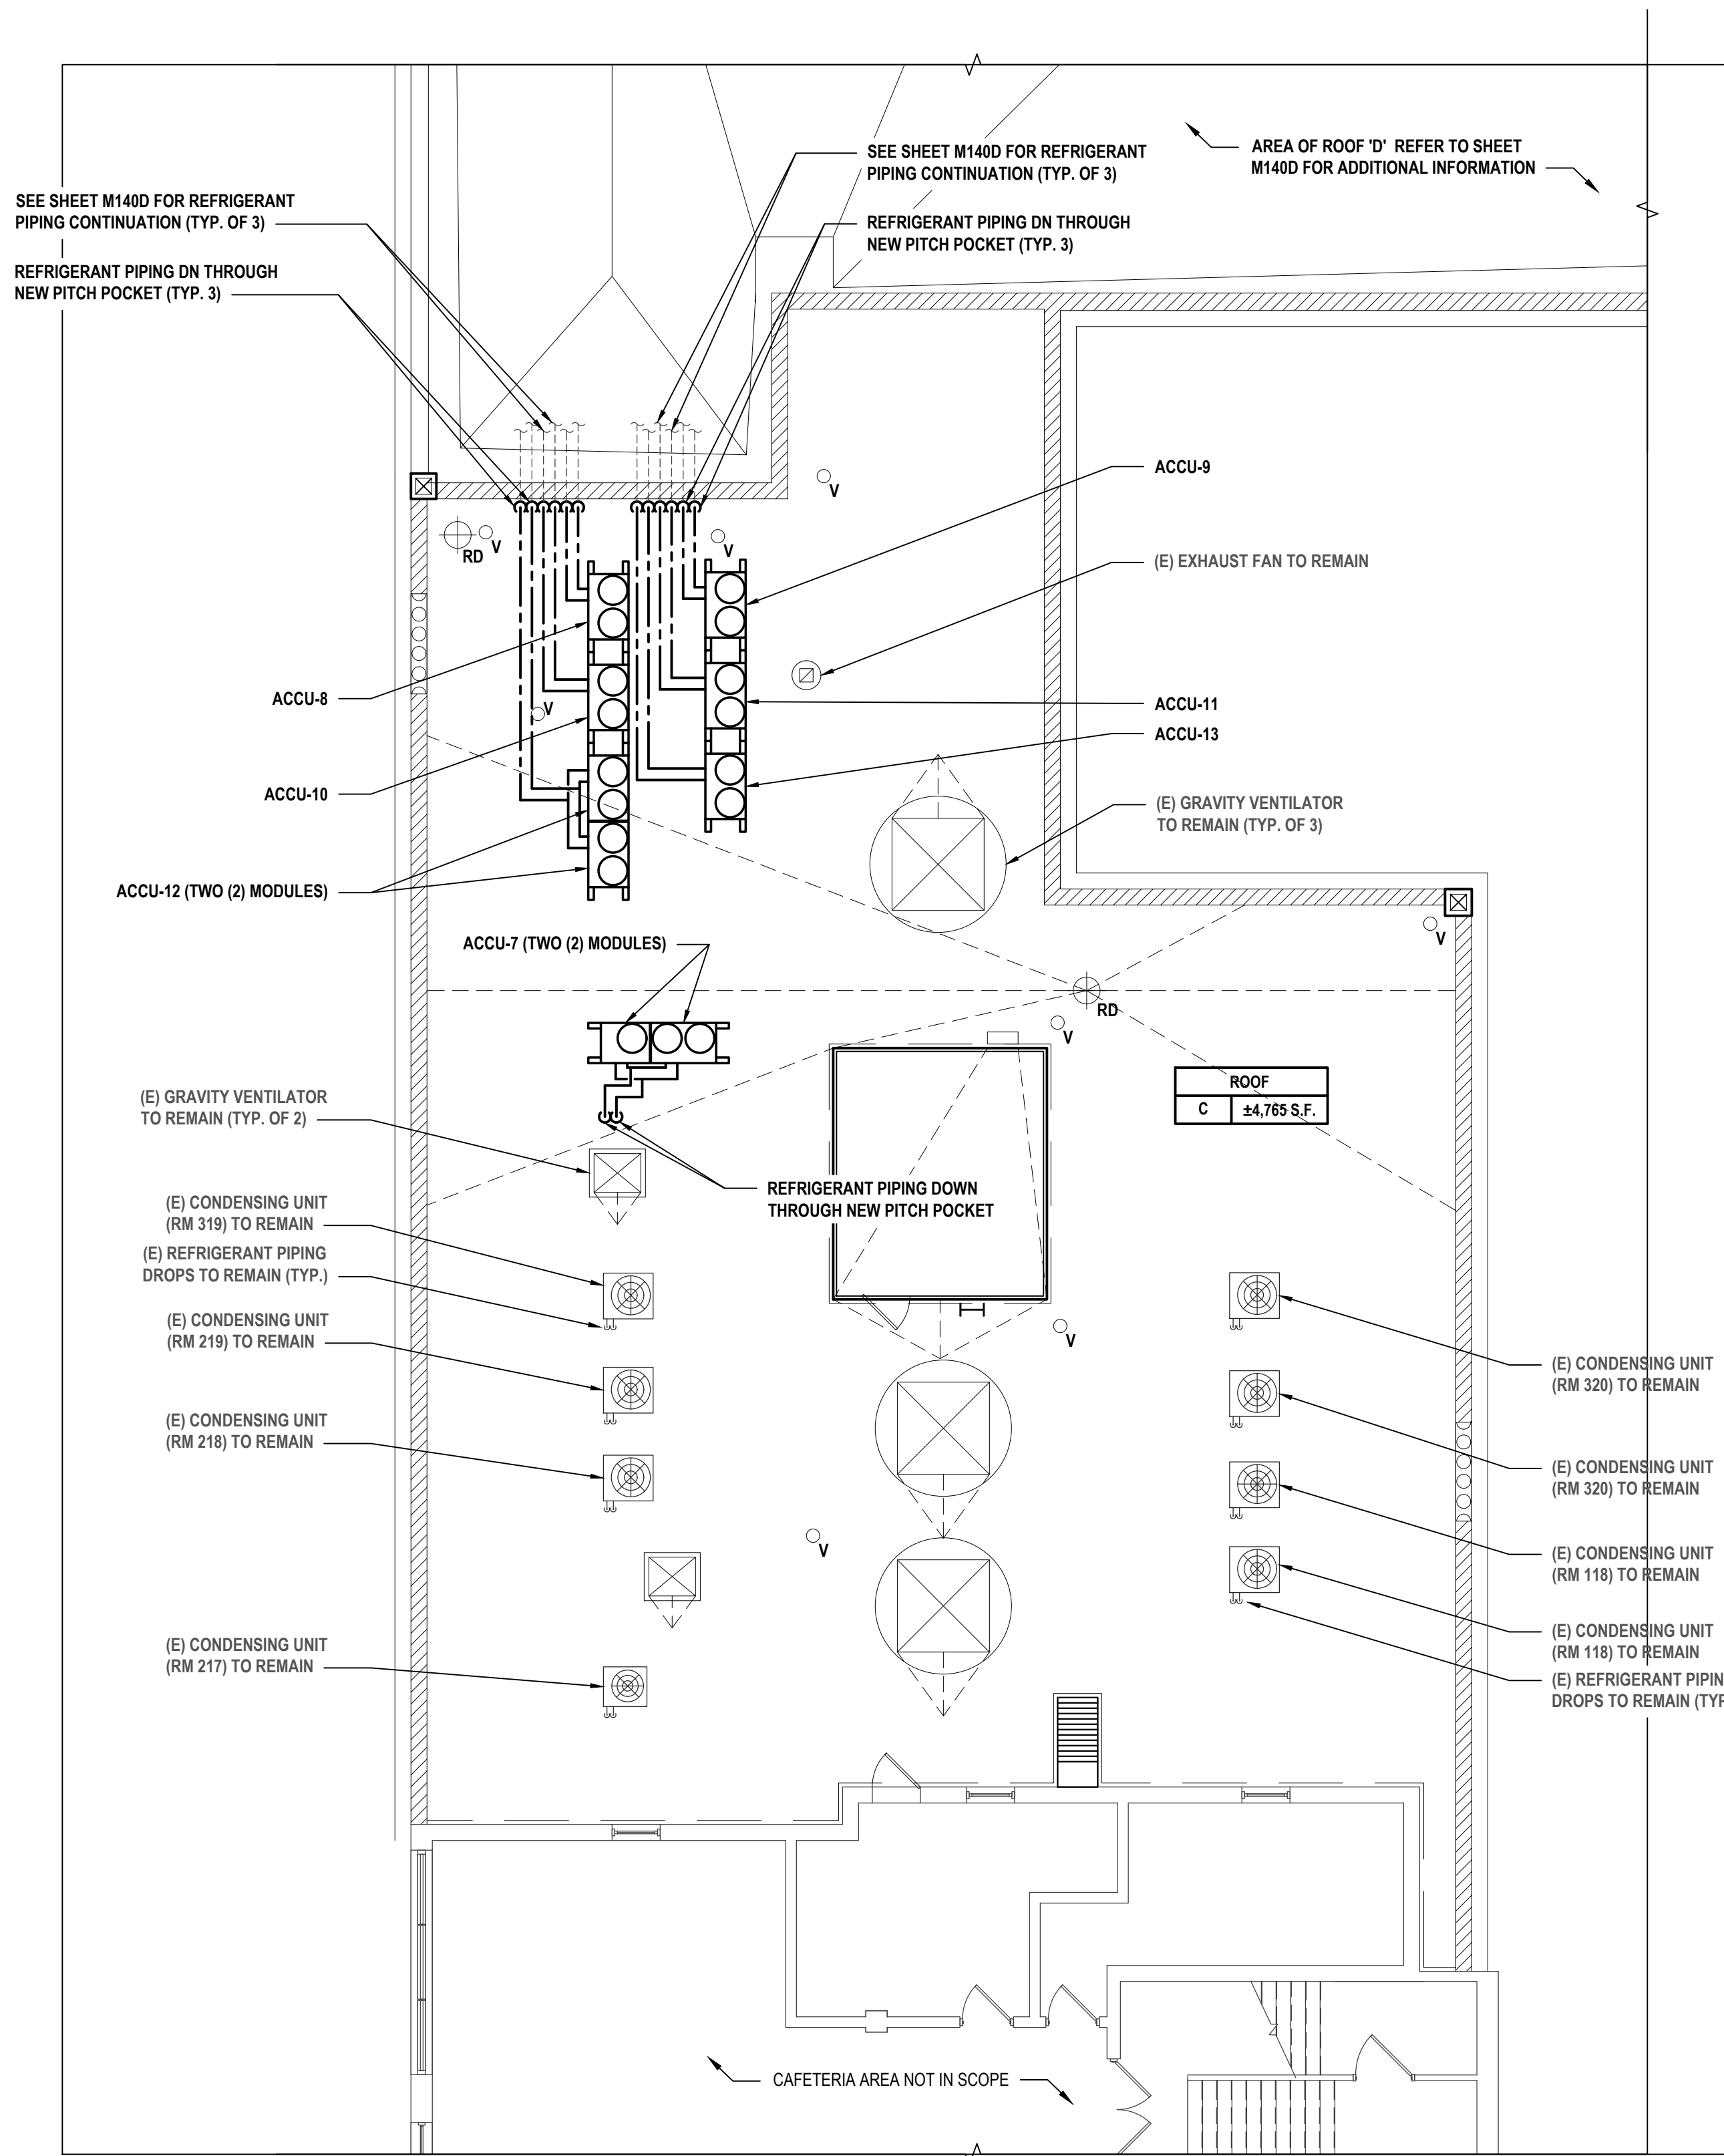 SEE SHEET M140D FOR REFRIGERANT
PIPING CONTINUATION (TYP. OF 3)
AREA OF ROOF 'D'  REFER TO SHEET
M140D FOR ADDITIONAL INFORMATION
SEE SHEET M140D FOR REFRIGERANT
PIPING CONTINUATION (TYP. OF 3)
REFRIGERANT PIPING DN THROUGH
NEW PITCH POCKET (TYP. 3)
REFRIGERANT PIPING DN THROUGH
NEW PITCH POCKET (TYP. 3)
ACCU-9
V
V
RD
V
(E) EXHAUST FAN TO REMAIN
ACCU-8
V
ACCU-11
ACCU-13
ACCU-10
(E) GRAVITY VENTILATOR
TO REMAIN (TYP. OF 3)
ACCU-12 (TWO (2) MODULES)
V
ACCU-7 (TWO (2) MODULES)
RD
V
ROOF
C
±4,765 S.F.
(E) GRAVITY VENTILATOR
TO REMAIN (TYP. OF 2)
REFRIGERANT PIPING DOWN
THROUGH NEW PITCH POCKET
(E) CONDENSING UNIT
(RM 319) TO REMAIN
(E) REFRIGERANT PIPING
DROPS TO REMAIN (TYP.)
(E) CONDENSING UNIT
(RM 219) TO REMAIN
V
(E) CONDENSING UNIT
(RM 320) TO REMAIN
(E) CONDENSING UNIT
(RM 218) TO REMAIN
(E) CONDENSING UNIT
(RM 320) TO REMAIN
V
(E) CONDENSING UNIT
(RM 118) TO REMAIN
(E) CONDENSING UNIT
(RM 118) TO REMAIN
(E) CONDENSING UNIT
(RM 217) TO REMAIN
(E) REFRIGERANT PIPIN
DROPS TO REMAIN (TYP
CAFETERIA AREA NOT IN SCOPE